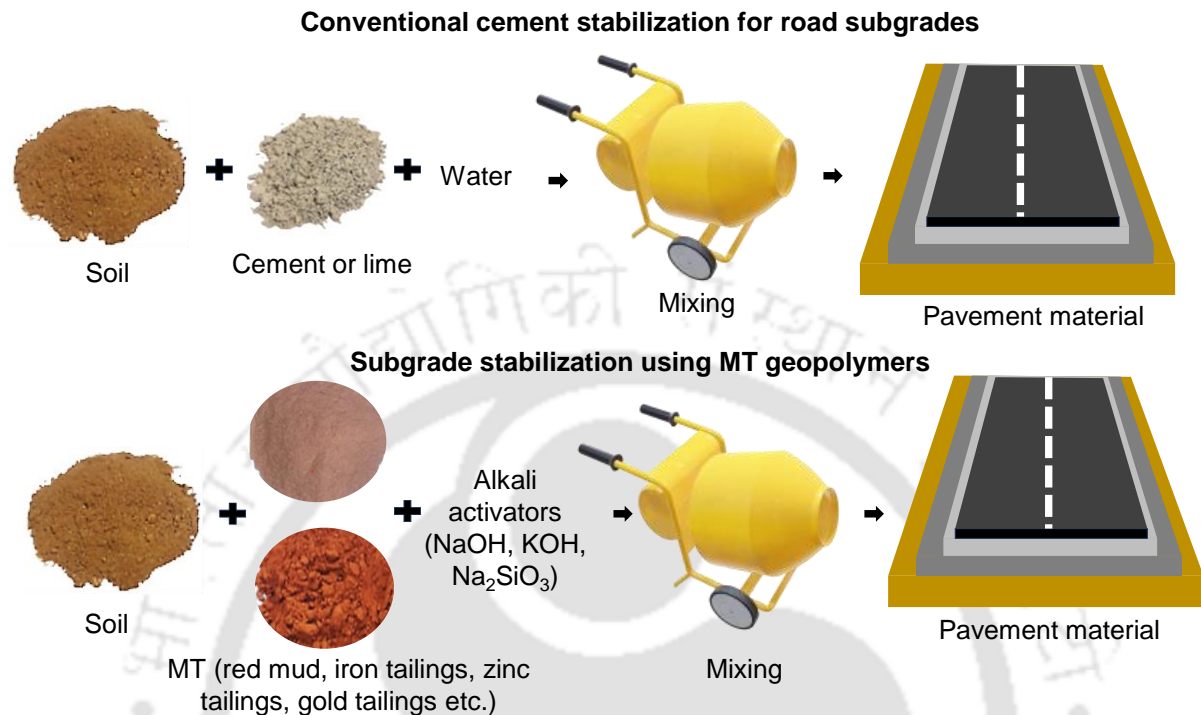 Conventional cement stabilization for road subgrades
Soil
+
Cement or lime
+
Water
Mixing
Pavement material
Subgrade stabilization using MT geopolymers
Soil
+
MT (red mud, iron tailings, zinc
tailings, gold tailings etc.)
+
Alkali
activators
(NaOH, KOH,
Na₂SiO₃)
Mixing
Pavement material